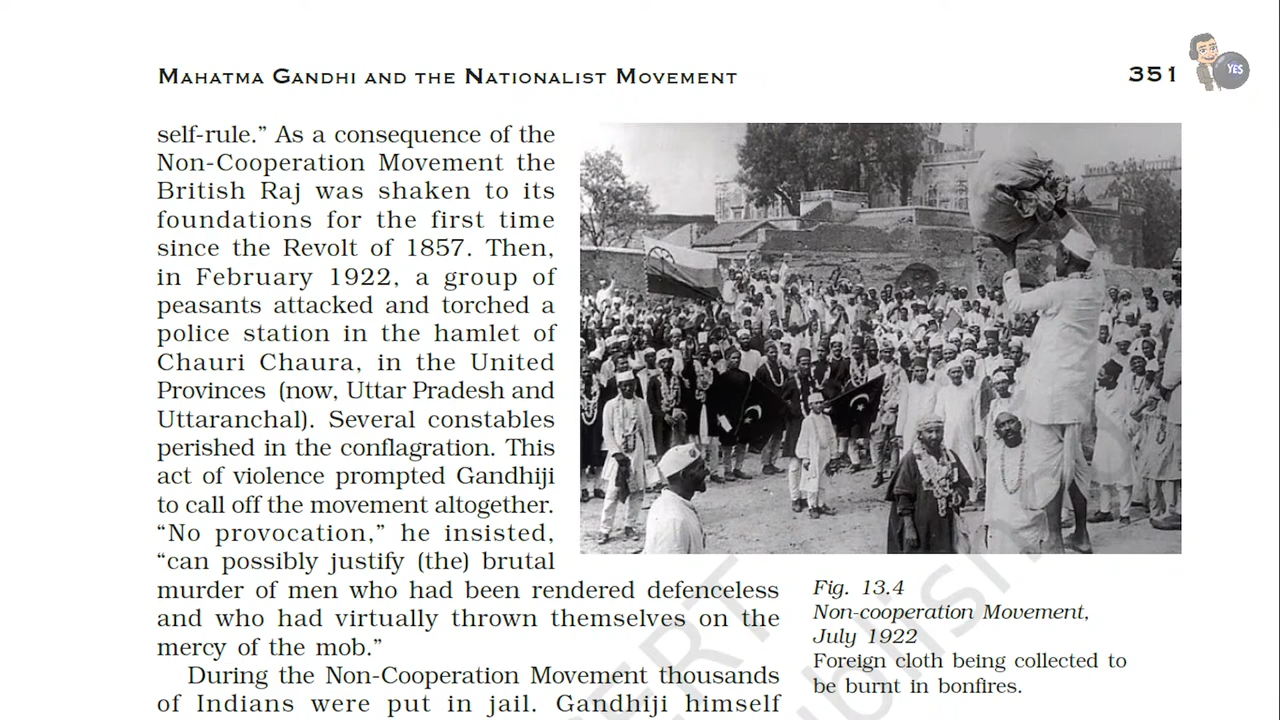 MAHATMA GANDHI AND THE NATIONALIST MOVEMENT 351
YES
self-rule.” As a consequence of the
Non-Cooperation Movement the
British Raj was shaken to its
foundations for the first time
since the Revolt of 1857. Then,
in February 1922, a group of
peasants attacked and torched a
police station in the hamlet of
Chauri Chaura, in the United
Provinces (now, Uttar Pradesh and
Uttaranchal). Several constables
perished in the conflagration. This
act of violence prompted Gandhiji
to call off the movement altogether.
“No provocation,” he insisted,
“can possibly justify (the) brutal
murder of men who had been rendered defenceless
and who had virtually thrown themselves on the
mercy of the mob.”
During the Non-Cooperation Movement thousands
of Indians were put in jail. Gandhiji himself
Fig. 13.4
Non-cooperation Movement,
July 1922
Foreign cloth being collected to
be burnt in bonfires.